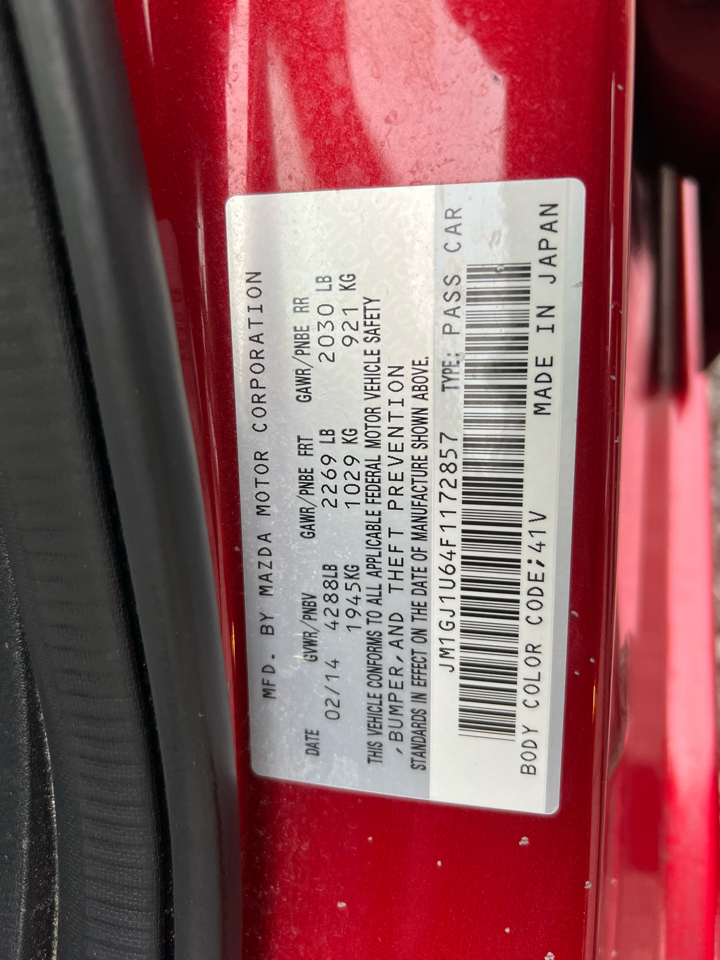 MFD. BY MAZDA MOTOR CORPORATION
DATE GVWR/PNBV GAWR/PNBE FRT GAWR/PNBE RR
02/14 4288LB 2269 LB 2030 LB
1945KG 1029 KG 921 KG
THIS VEHICLE CONFORMS TO ALL APPLICABLE FEDERAL MOTOR VEHICLE SAFETY
,BUMPER,AND THEFT PREVENTION
STANDARDS IN EFFECT ON THE DATE OF MANUFACTURE SHOWN ABOVE.
JM1GJ1U64F1172857 TYPE: PASS CAR
BODY COLOR CODE;41V MADE IN JAPAN